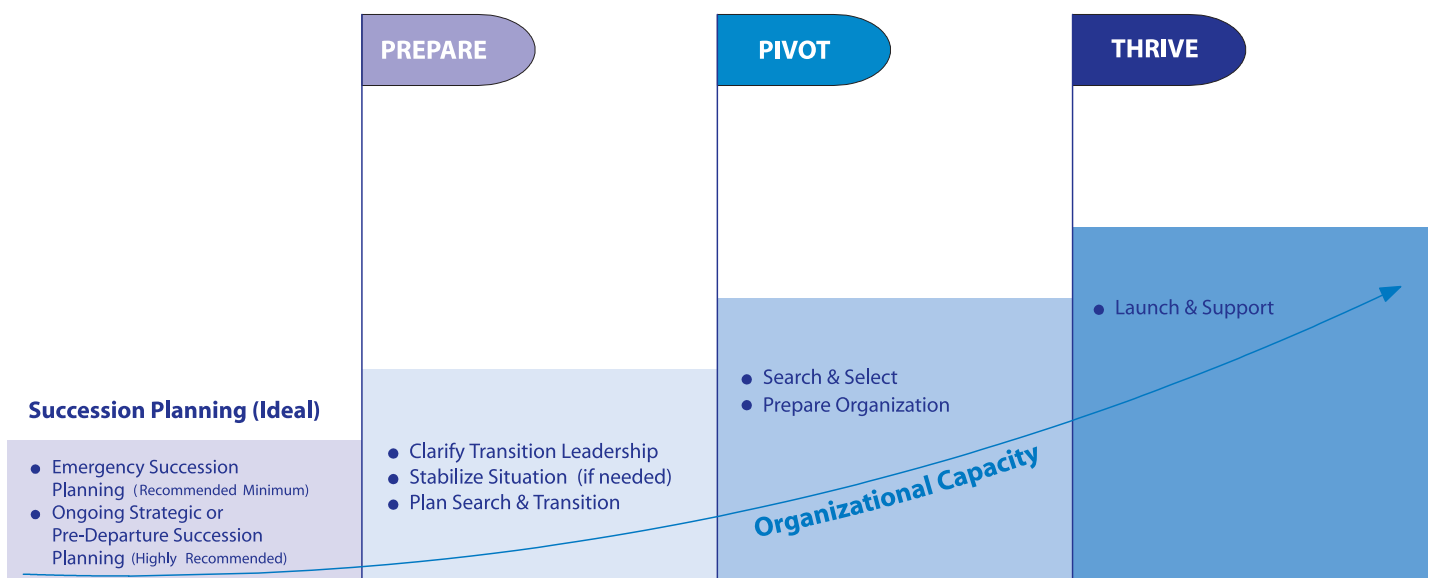 PREPARE
PIVOT
THRIVE
Succession Planning (Ideal)
● Emergency Succession
Planning (Recommended Minimum)
● Ongoing Strategic or
Pre-Departure Succession
Planning (Highly Recommended)
● Clarify Transition Leadership
● Stabilize Situation (if needed)
● Plan Search & Transition
● Search & Select
● Prepare Organization
● Launch & Support
Organizational Capacity